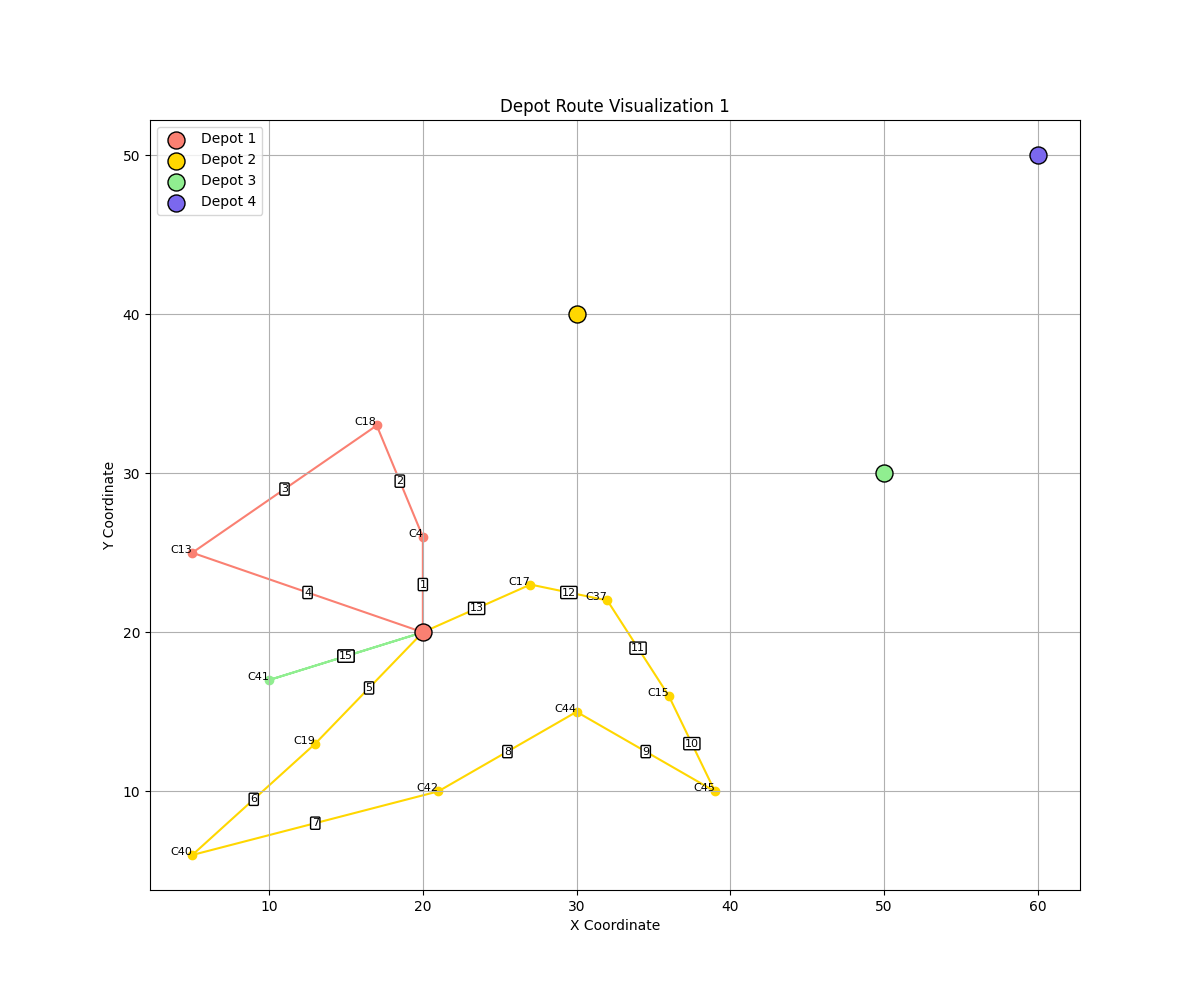 Depot Route Visualization 1
Depot 1
Depot 2
Depot 3
Depot 4
50
40
30
20
10
Y Coordinate
C18
2
3
C4
C13
1
4
C17
12
C37
13
11
15
C41
5
C15
C44
C19
10
8
9
C42
C45
6
7
C40
10
20
30
40
50
60
X Coordinate